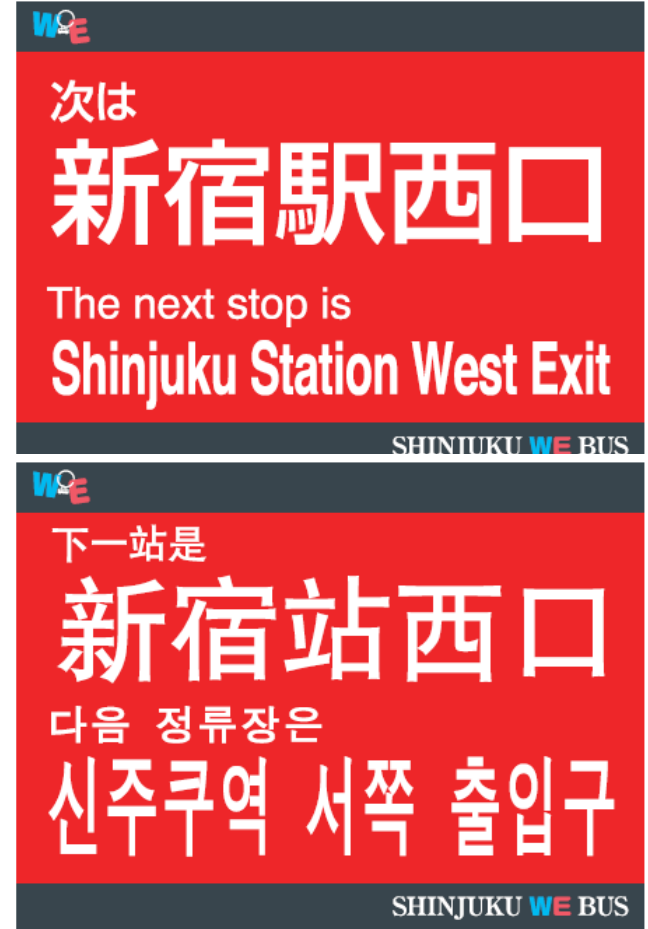 WE
次は
新宿駅西口
The next stop is
Shinjuku Station West Exit
SHINJUKU WE BUS
WE
下一站是
新宿站西口
다음 정류장은
신주쿠역 서쪽 출입구
SHINJUKU WE BUS